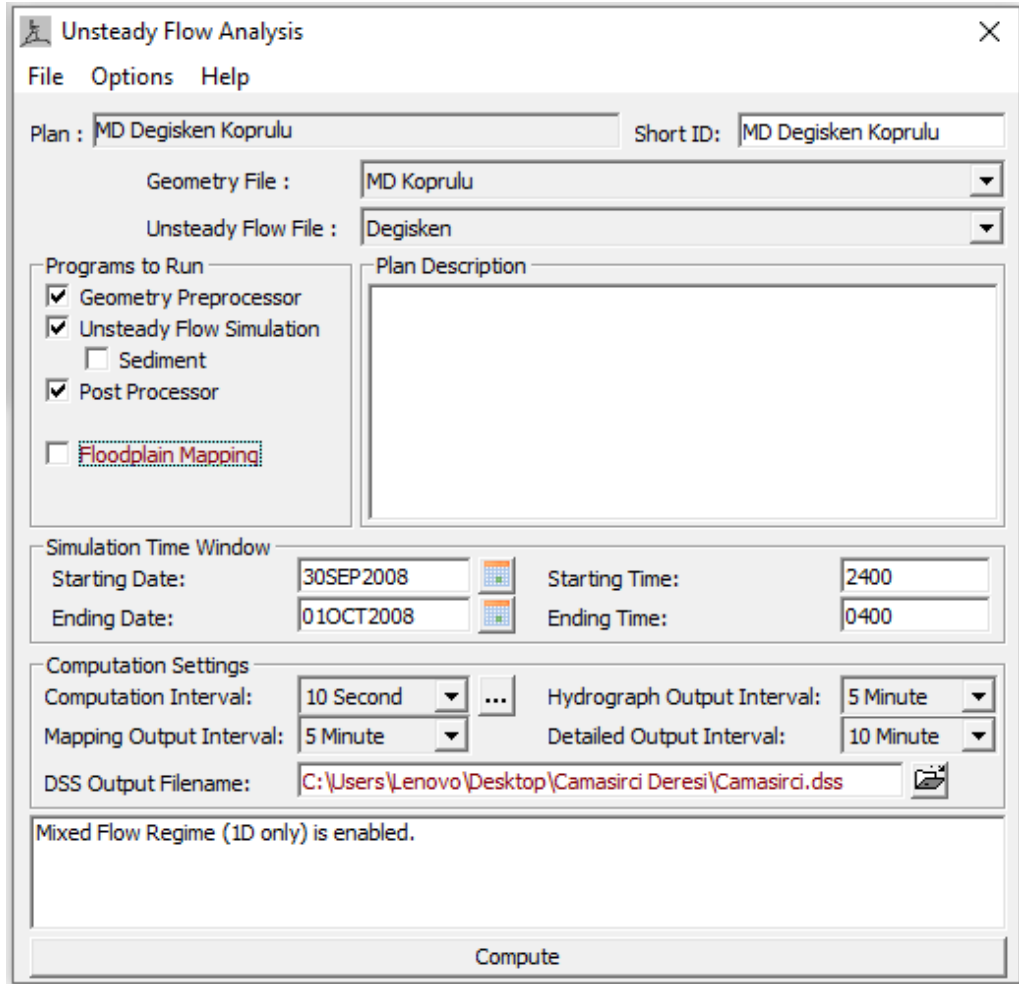 Unsteady Flow Analysis
File Options Help
Plan : MD Degisken Koprulu Short ID: MD Degisken Koprulu
Geometry File : MD Koprulu
Unsteady Flow File : Degisken
Programs to Run
Geometry Preprocessor
Unsteady Flow Simulation
Sediment
Post Processor
Floodplain Mapping
Plan Description
Simulation Time Window
Starting Date: 30SEP2008 Starting Time: 2400
Ending Date: 01OCT2008 Ending Time: 0400
Computation Settings
Computation Interval: 10 Second ... Hydrograph Output Interval: 5 Minute
Mapping Output Interval: 5 Minute Detailed Output Interval: 10 Minute
DSS Output Filename: C:\Users\Lenovo\Desktop\Camasirci Deresi\Camasirci.dss
Mixed Flow Regime (1D only) is enabled.
Compute